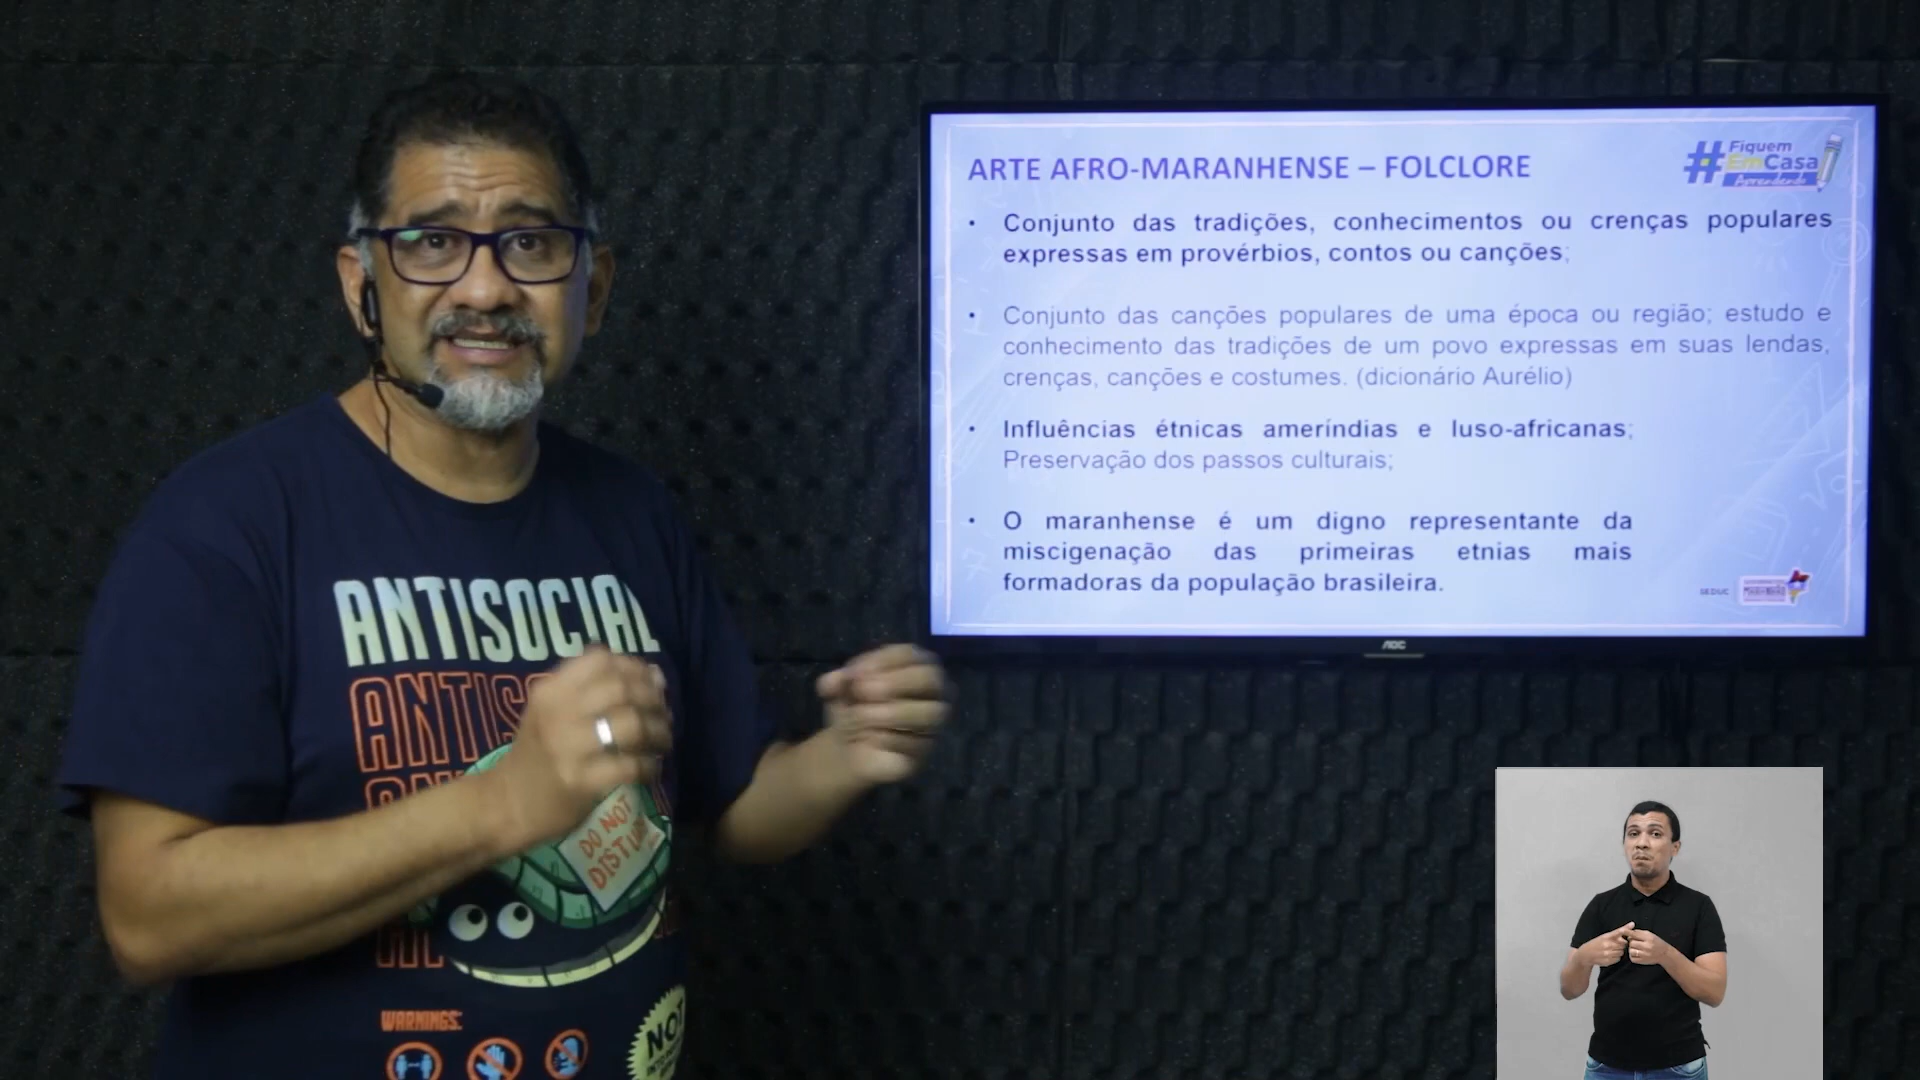 ARTE AFRO-MARANHENSE – FOLCLORE
#Fiquem
EmCasa
Aprendendo
• Conjunto das tradições, conhecimentos ou crenças populares
expressas em provérbios, contos ou canções;
• Conjunto das canções populares de uma época ou região; estudo e
conhecimento das tradições de um povo expressas em suas lendas,
crenças, canções e costumes. (dicionário Aurélio)
• Influências étnicas ameríndias e luso-africanas;
Preservação dos passos culturais;
• O maranhense é um digno representante da
miscigenação das primeiras etnias mais
formadoras da população brasileira.
SEDUC
MARANHÃO
AOC
ANTISOCIAL
DO NOT
WARNINGS:
NOT